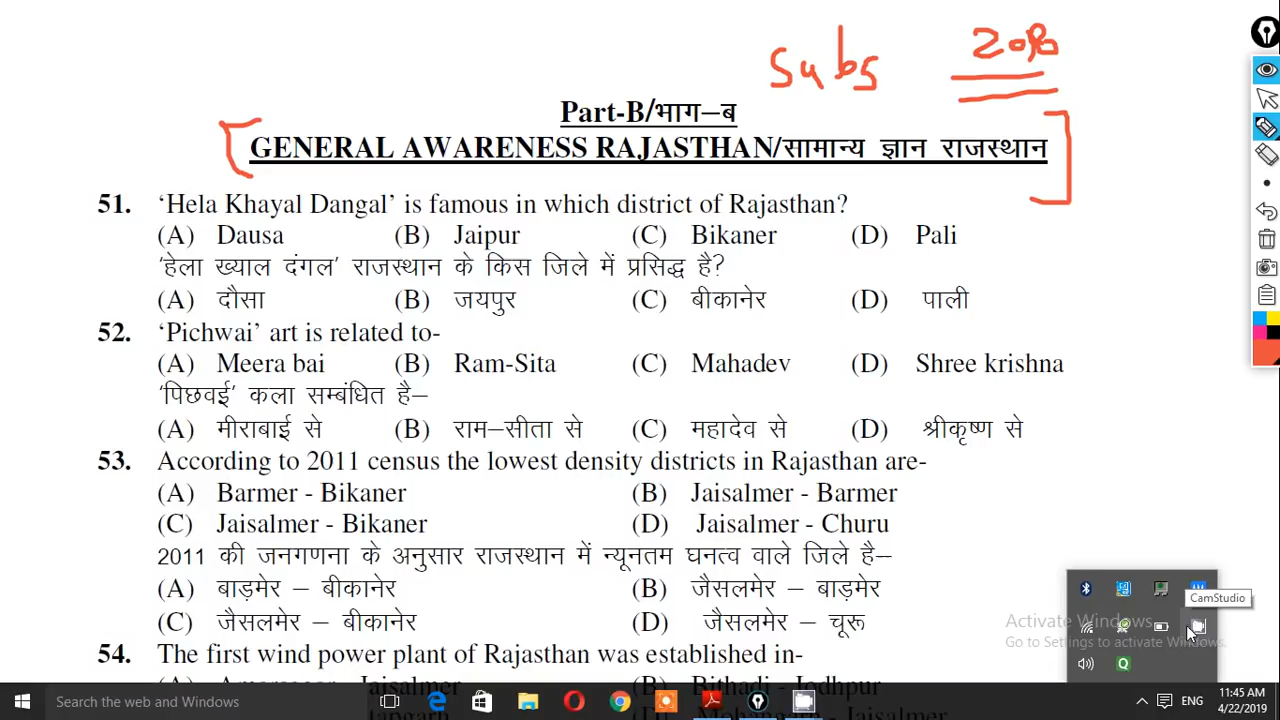 Subs 20%
Part-B/भाग–ब
GENERAL AWARENESS RAJASTHAN/सामान्य ज्ञान राजस्थान
51. ‘Hela Khayal Dangal’ is famous in which district of Rajasthan?
(A) Dausa (B) Jaipur (C) Bikaner (D) Pali
‘हेला ख्याल दंगल’ राजस्थान के किस जिले में प्रसिद्ध है?
(A) दौसा (B) जयपुर (C) बीकानेर (D) पाली
52. ‘Pichwai’ art is related to-
(A) Meera bai (B) Ram-Sita (C) Mahadev (D) Shree krishna
‘पिछवई’ कला सम्बंधित है–
(A) मीराबाई से (B) राम–सीता से (C) महादेव से (D) श्रीकृष्ण से
53. According to 2011 census the lowest density districts in Rajasthan are-
(A) Barmer - Bikaner (B) Jaisalmer - Barmer
(C) Jaisalmer - Bikaner (D) Jaisalmer - Churu
2011 की जनगणना के अनुसार राजस्थान में न्यूनतम घनत्व वाले जिले है–
(A) बाड़मेर – बीकानेर (B) जैसलमेर – बाड़मेर
(C) जैसलमेर – बीकानेर (D) जैसलमेर – चूरू
CamStudio
Activate Windows
Go to Settings to activate Windows.
54. The first wind power plant of Rajasthan was established in-
(A) Jaisalmer (B) Bithadi - Jodhpur
Jaisalmer
Search the web and Windows
ENG
11:45 AM
4/22/2019